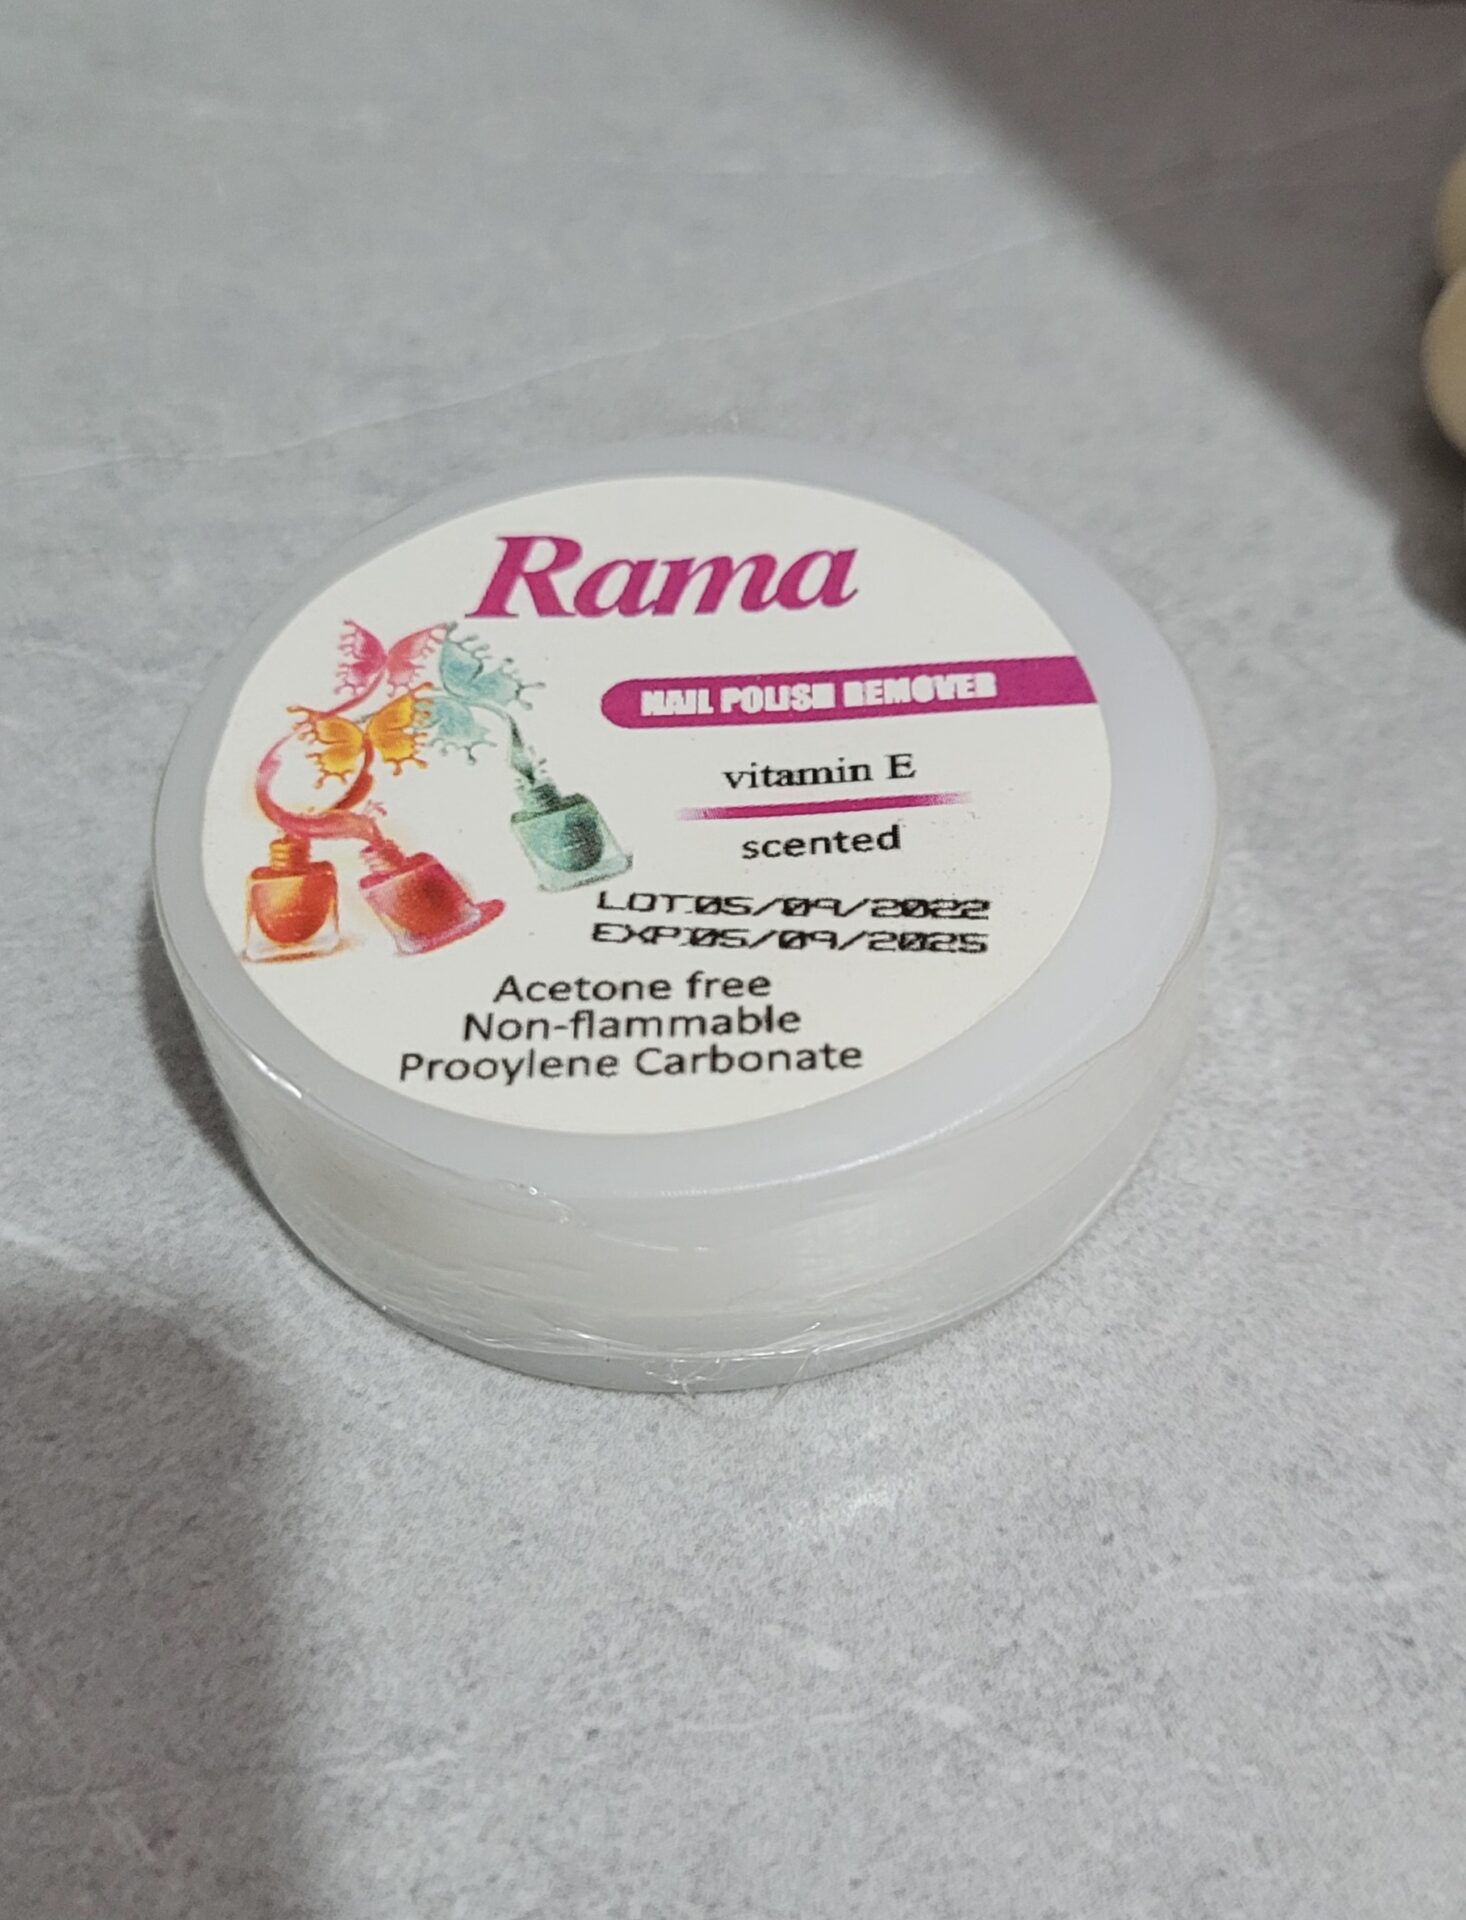 Rama
NAIL POLISH REMOVER
vitamin E
scented
LOT:05/09/2022
EXP:05/09/2025
Acetone free
Non-flammable
Prooylene Carbonate